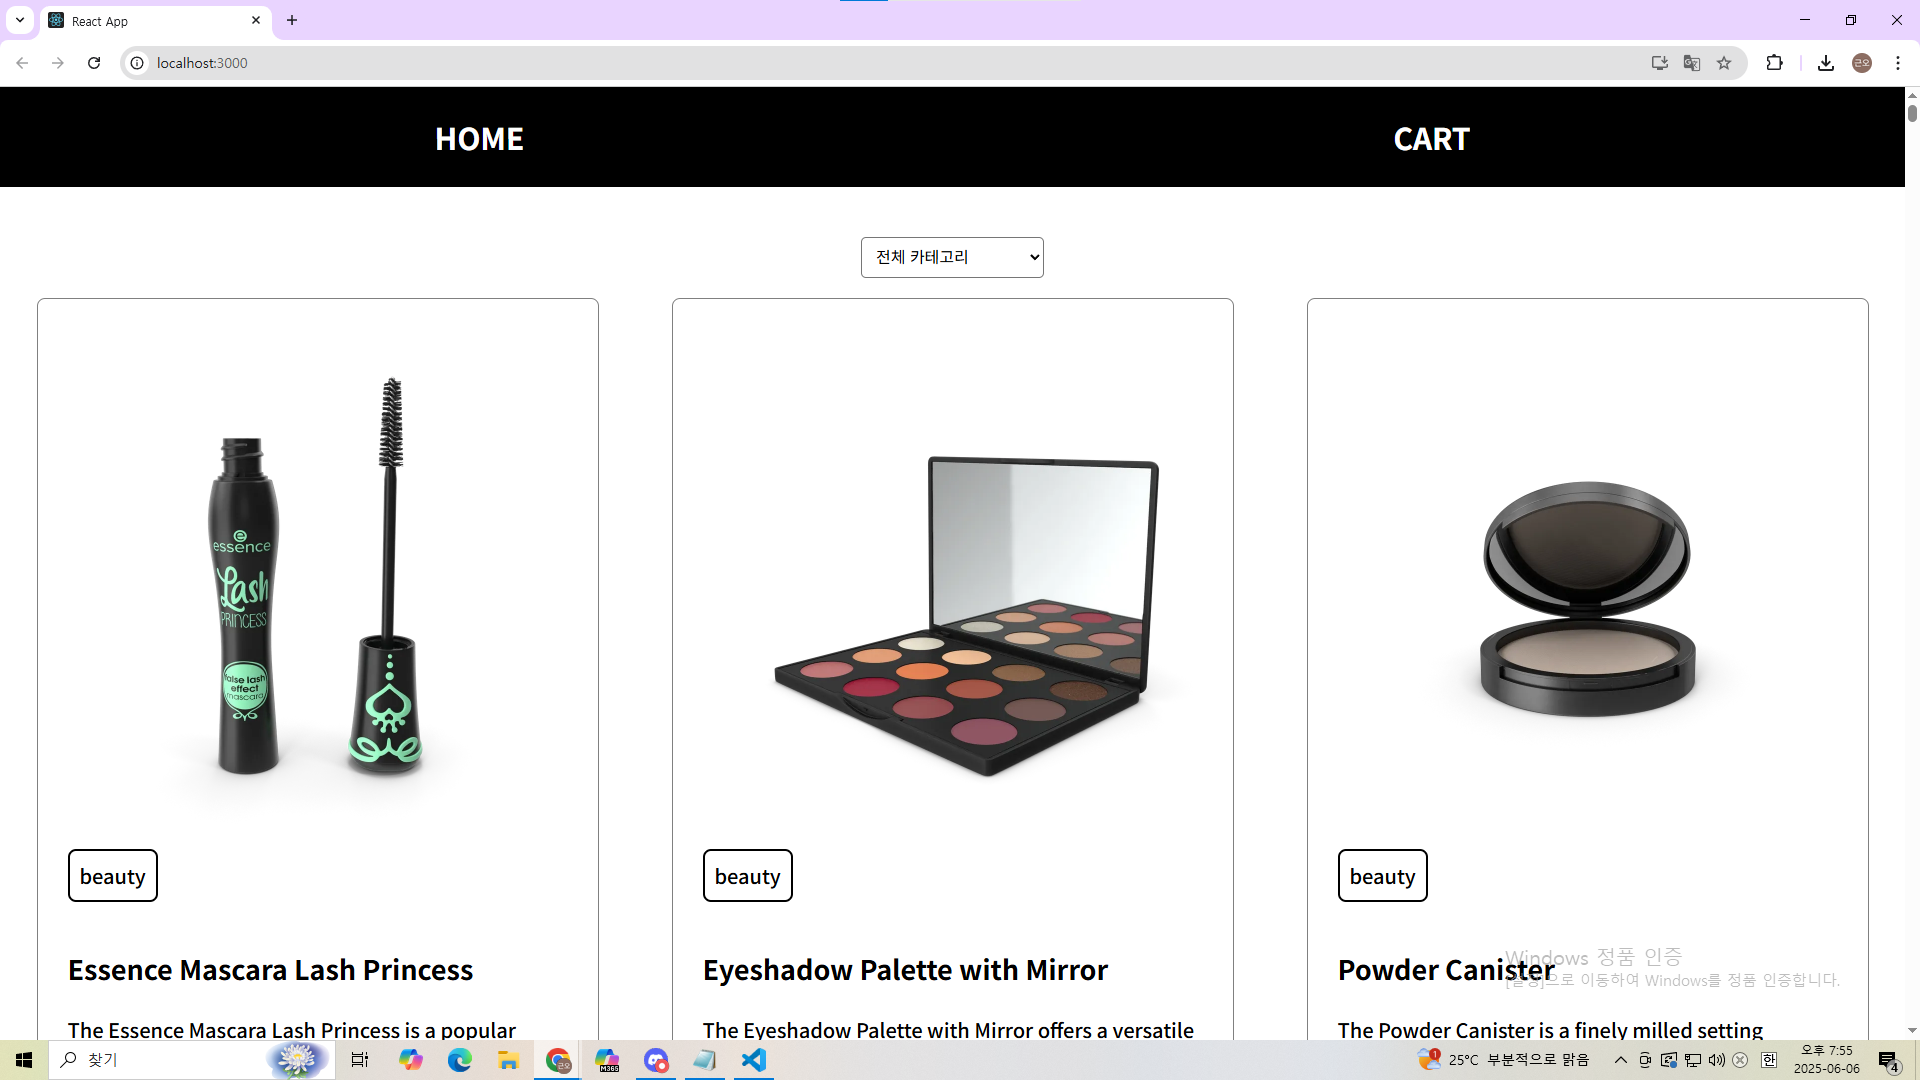 React App
localhost:3000
HOME
CART
전체 카테고리
essence
Lash
PRINCESS
false lash
effect
mascara
beauty
beauty
beauty
Essence Mascara Lash Princess
Eyeshadow Palette with Mirror
Powder Canister
The Essence Mascara Lash Princess is a popular
The Eyeshadow Palette with Mirror offers a versatile
The Powder Canister is a finely milled setting
Windows 정품 인증
[설정]으로 이동하여 Windows를 정품 인증합니다.
찾기
M365
1
25°C 부분적으로 맑음
한
오후 7:55
2025-06-06
4
근오